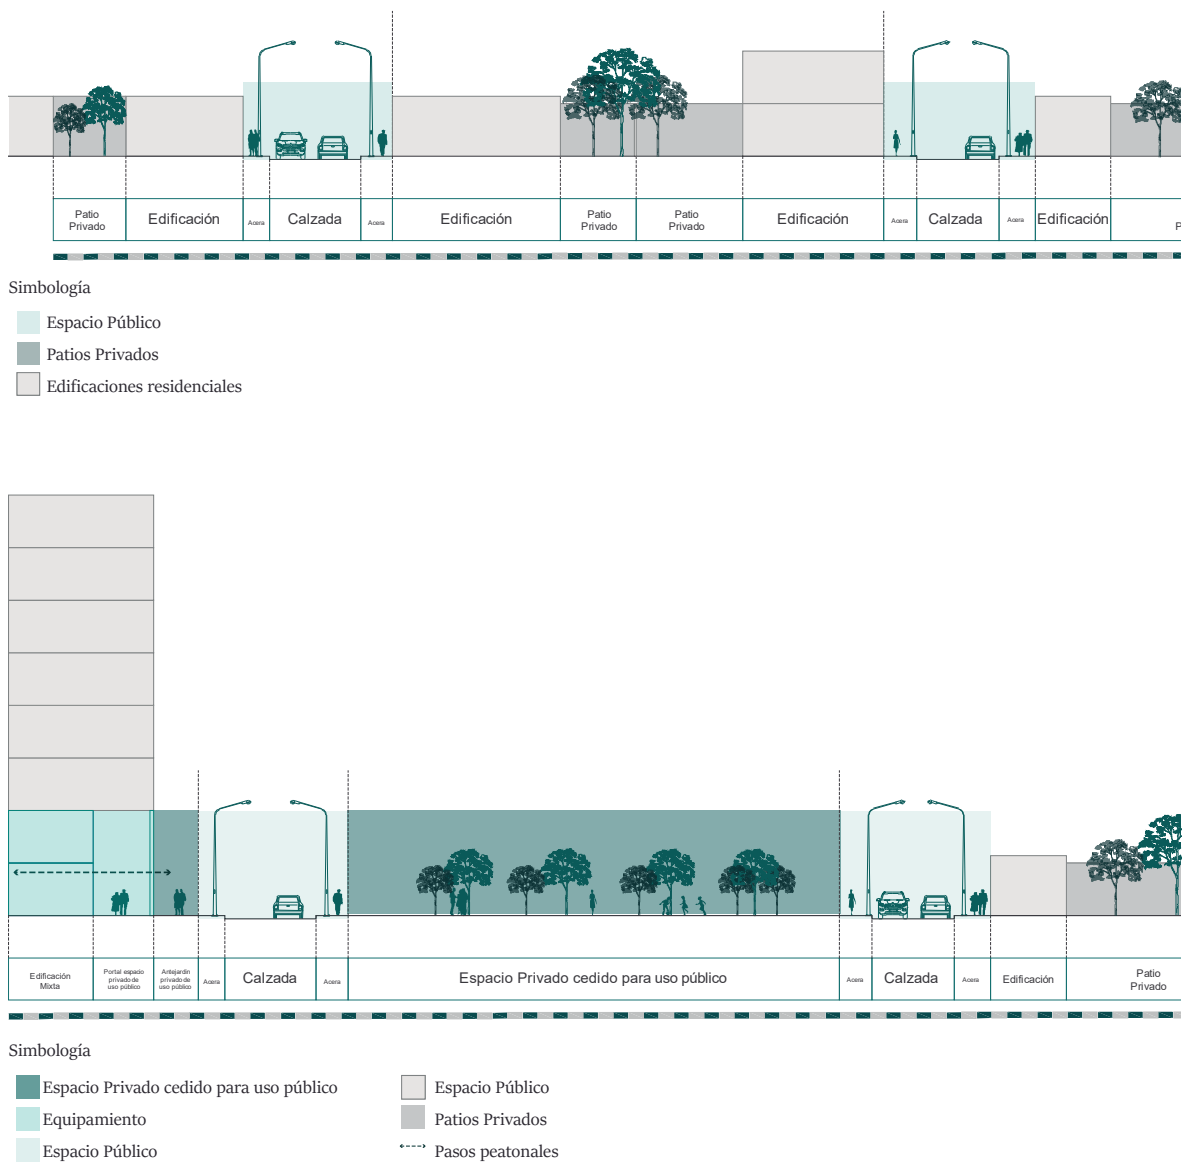 Patio
Privado
Edificación
Acera
Calzada
Acera
Edificación
Patio
Privado
Patio
Privado
Edificación
Acera
Calzada
Acera
Edificación
P
Simbología
Espacio Público
Patios Privados
Edificaciones residenciales
Edificación
Mixta
Portal espacio
privado de
uso público
Antejardín
privado de
uso público
Acera
Calzada
Acera
Espacio Privado cedido para uso público
Acera
Calzada
Acera
Edificación
Patio
Privado
Simbología
Espacio Privado cedido para uso público
Equipamiento
Espacio Público
Espacio Público
Patios Privados
Pasos peatonales